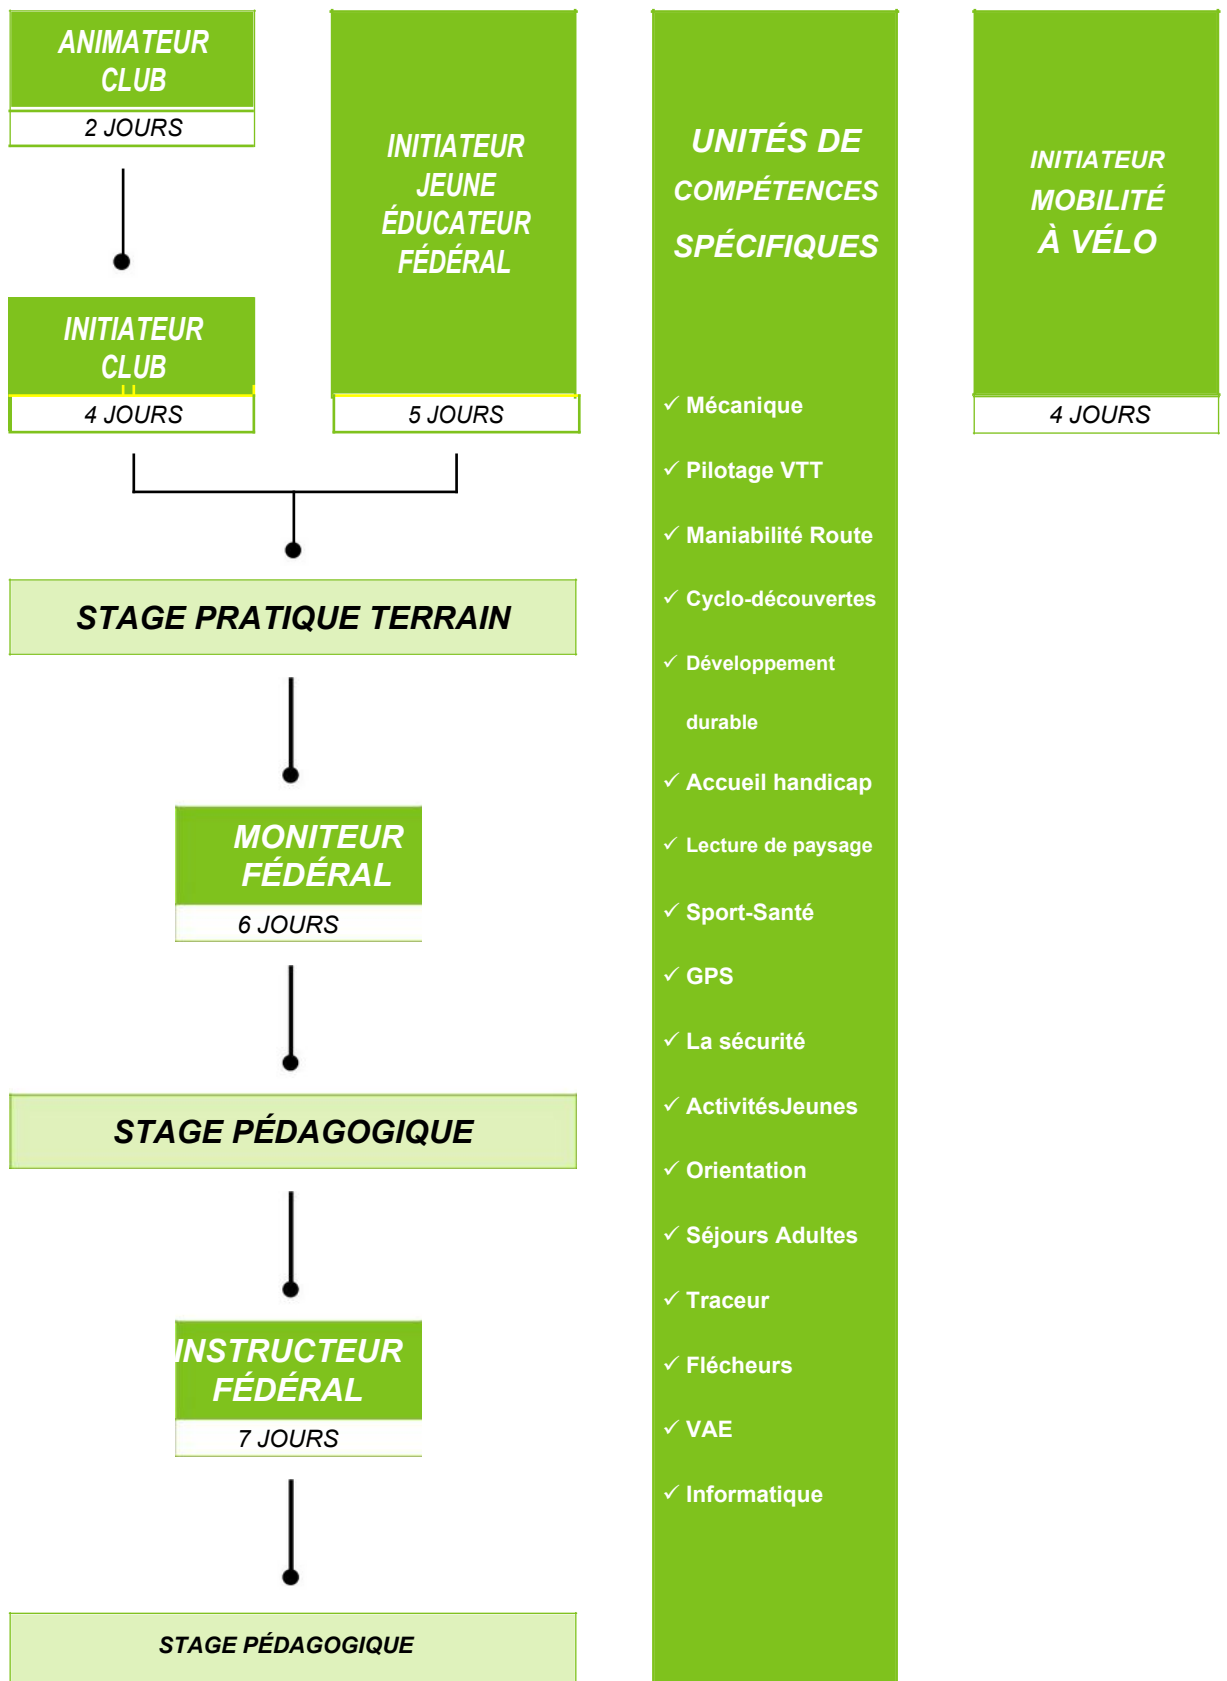 ANIMATEUR
CLUB
2 JOURS
INITIATEUR
CLUB
4 JOURS
INITIATEUR
JEUNE
ÉDUCATEUR
FÉDÉRAL
5 JOURS
STAGE PRATIQUE TERRAIN
MONITEUR
FÉDÉRAL
6 JOURS
STAGE PÉDAGOGIQUE
INSTRUCTEUR
FÉDÉRAL
7 JOURS
STAGE PÉDAGOGIQUE
UNITÉS DE
COMPÉTENCES
SPÉCIFIQUES
✓ Mécanique
✓ Pilotage VTT
✓ Maniabilité Route
✓ Cyclo-découvertes
✓ Développement
durable
✓ Accueil handicap
✓ Lecture de paysage
✓ Sport-Santé
✓ GPS
✓ La sécurité
✓ ActivitésJeunes
✓ Orientation
✓ Séjours Adultes
✓ Traceur
✓ Flécheurs
✓ VAE
✓ Informatique
INITIATEUR
MOBILITÉ
À VÉLO
4 JOURS